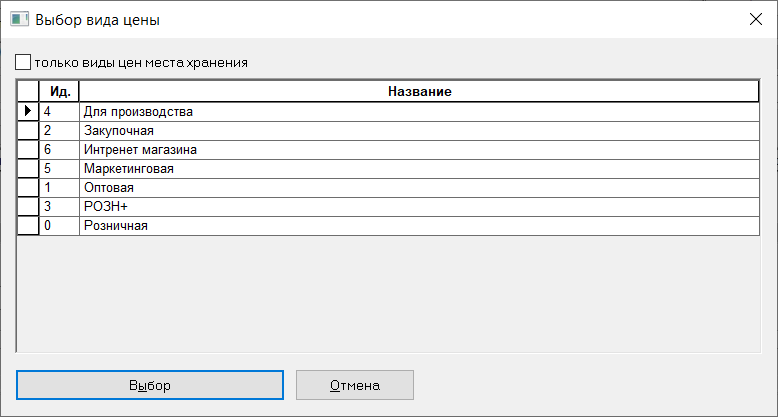 Выбор вида цены
только виды цен места хранения
Ид. Название
4 Для производства
2 Закупочная
6 Интренет магазина
5 Маркетинговая
1 Оптовая
3 РОЗН+
0 Розничная
Выбор Отмена